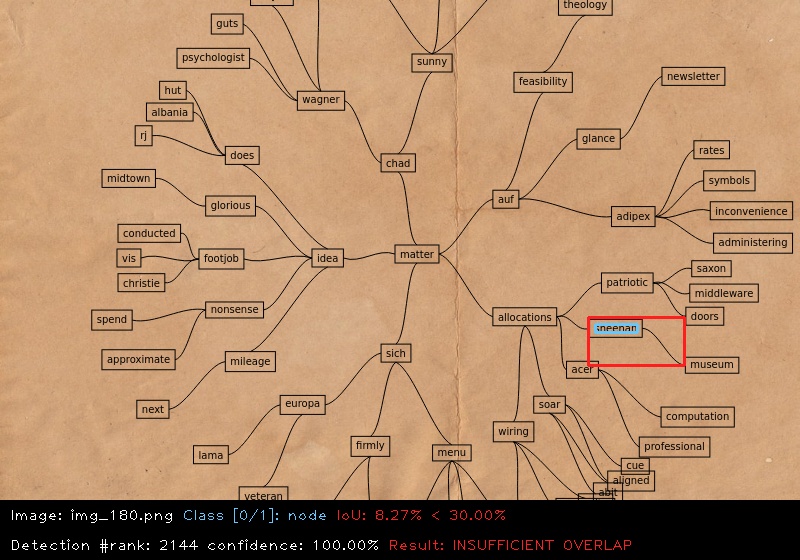 theology
guts
sunny
psychologist
newsletter
feasibility
hut
wagner
albania
rj
glance
rates
does
chad
midtown
symbols
auf
glorious
inconvenience
adipex
conducted
administering
matter
vis
footjob
idea
saxon
christie
patriotic
middleware
nonsense
allocations
doors
spend
sich
approximate
mileage
acer
museum
europa
soar
next
computation
wiring
firmly
professional
lama
menu
cue
aligned
abit
veteran
Image: img_180.png Class [0/1]: node IoU: 8.27% < 30.00%
Detection #rank: 2144 confidence: 100.00% Result: INSUFFICIENT OVERLAP